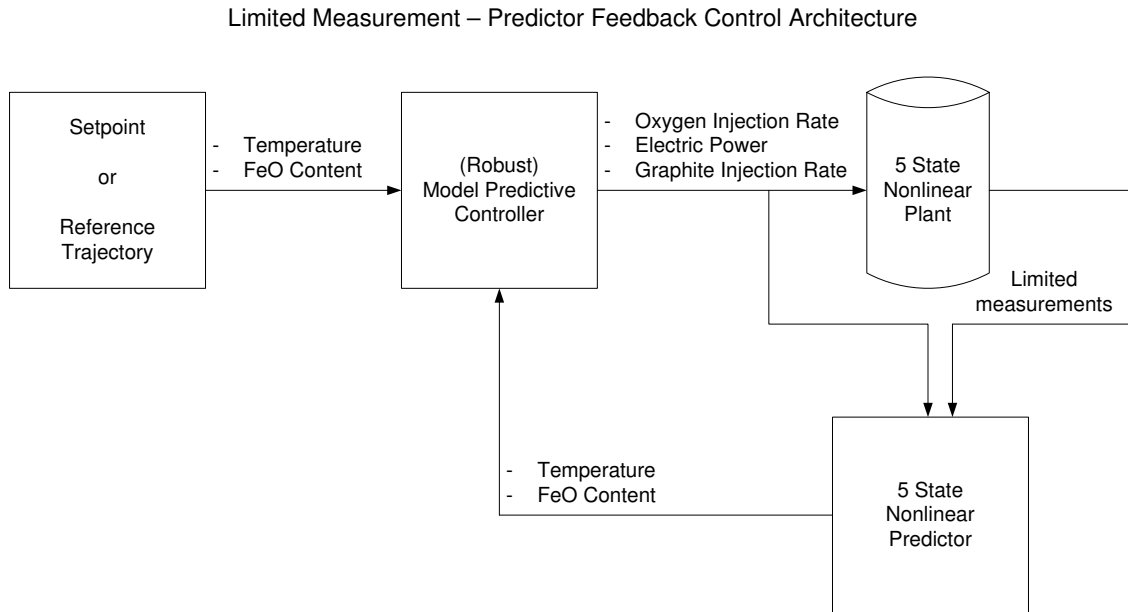 Limited Measurement – Predictor Feedback Control Architecture
Setpoint
or
Reference
Trajectory
- Temperature
- FeO Content
(Robust)
Model Predictive
Controller
- Oxygen Injection Rate
- Electric Power
- Graphite Injection Rate
5 State
Nonlinear
Plant
Limited
measurements
- Temperature
- FeO Content
5 State
Nonlinear
Predictor